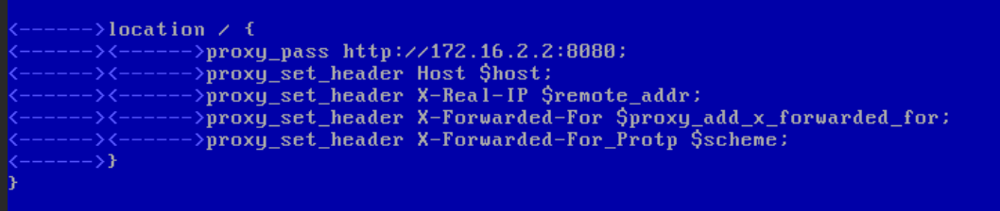 <------>location / {
<------><------>proxy_pass http://172.16.2.2:8080;
<------><------>proxy_set_header Host $host;
<------><------>proxy_set_header X-Real-IP $remote_addr;
<------><------>proxy_set_header X-Forwarded-For $proxy_add_x_forwarded_for;
<------><------>proxy_set_header X-Forwarded-For_Protp $scheme;
<------>}
}